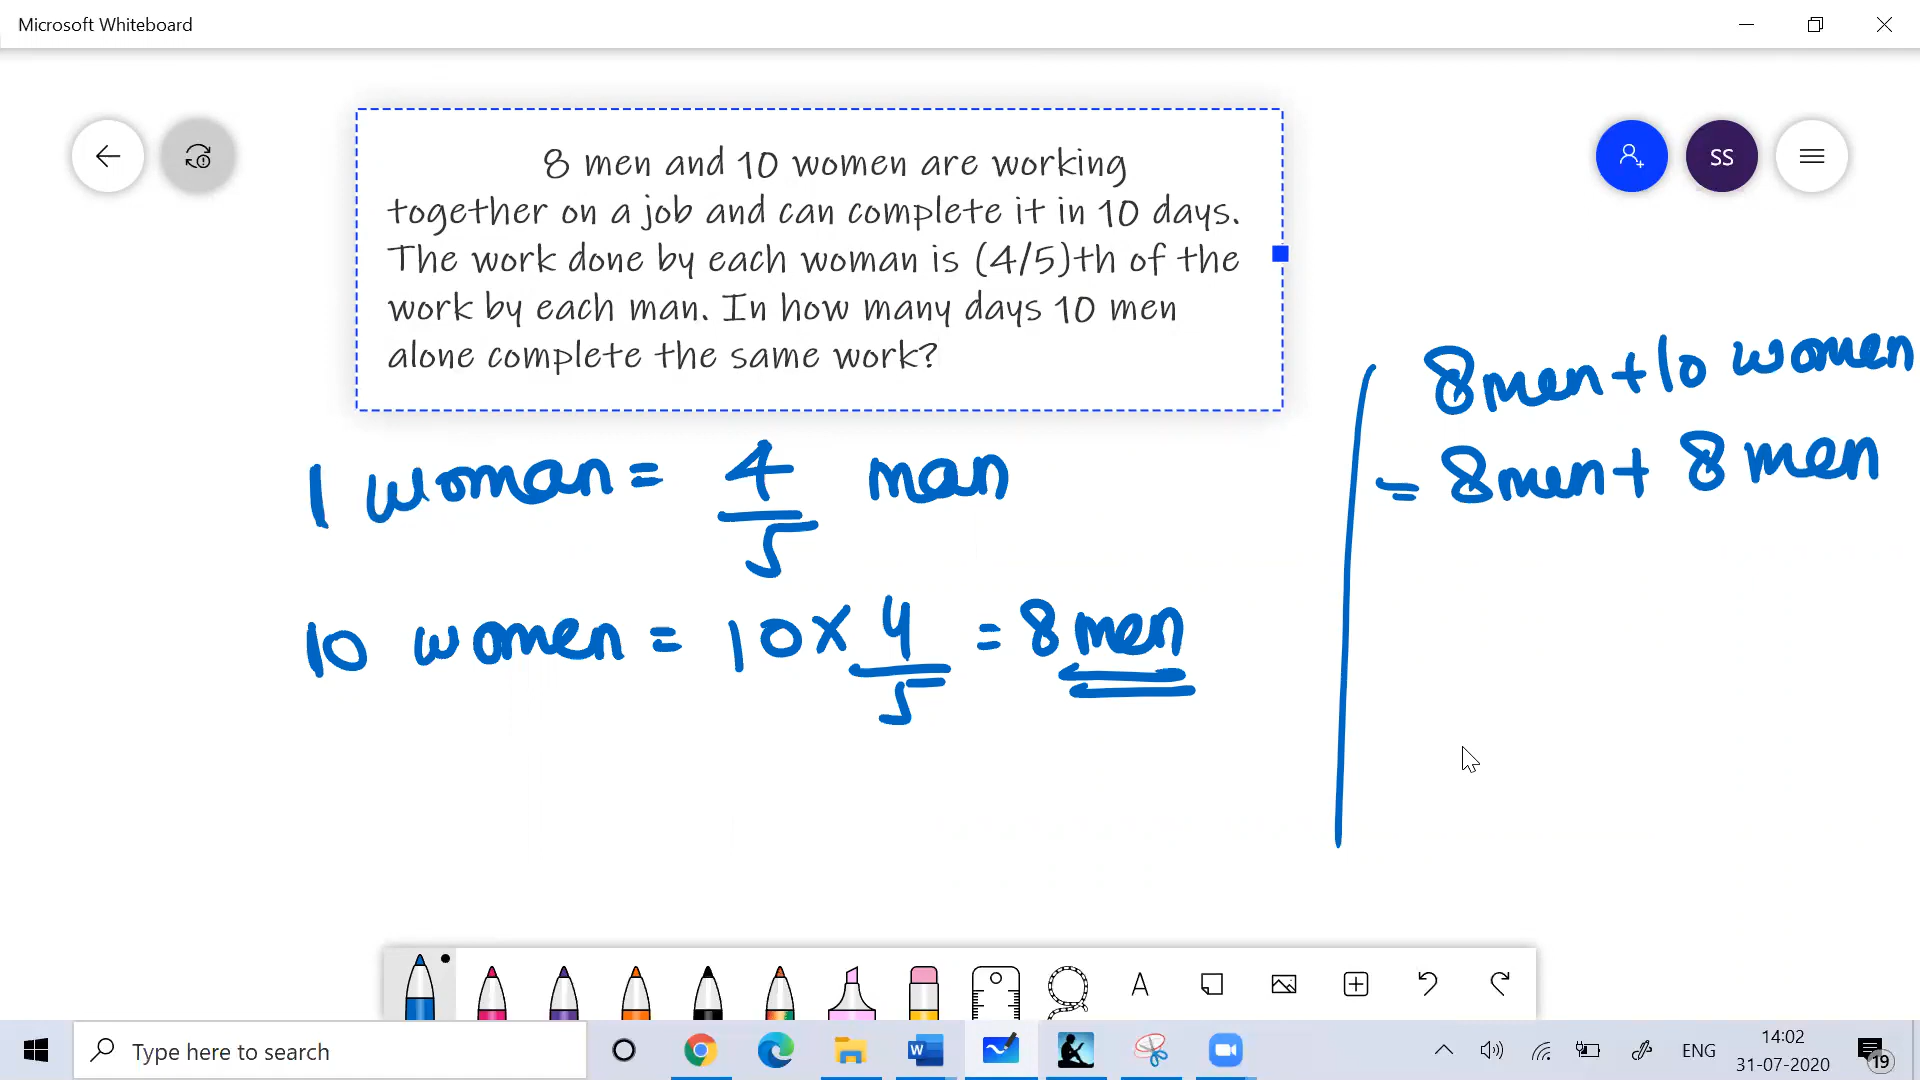 Microsoft Whiteboard
SS
8 men and 10 women are working
together on a job and can complete it in 10 days.
The work done by each woman is (4/5)th of the
work by each man. In how many days 10 men
alone complete the same work?
1 woman = 4/5 man
10 women = 10 x 4/5 = 8 men
8 men + 10 women
= 8 men + 8 men
A
Type here to search
W
ENG
14:02
31-07-2020
19